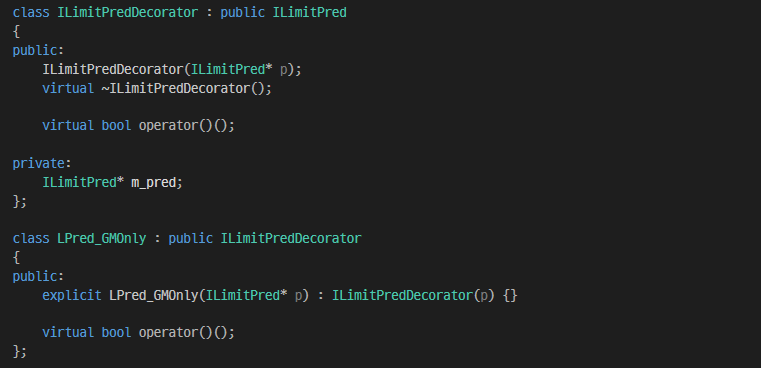 class ILimitPredDecorator : public ILimitPred
{
public:
    ILimitPredDecorator(ILimitPred* p);
    virtual ~ILimitPredDecorator();

    virtual bool operator()();

private:
    ILimitPred* m_pred;
};

class LPred_GMOnly : public ILimitPredDecorator
{
public:
    explicit LPred_GMOnly(ILimitPred* p) : ILimitPredDecorator(p) {}

    virtual bool operator()();
};